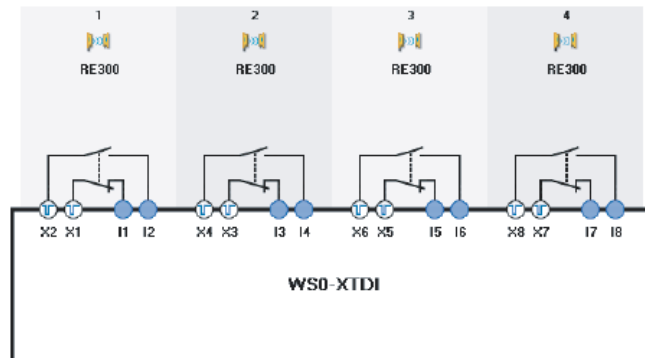 1 2 3 4
RE300 RE300 RE300 RE300
X2 X1 I1 I2 X4 X3 I3 I4 X6 X5 I5 I6 X8 X7 I7 I8
WS0-XTDI